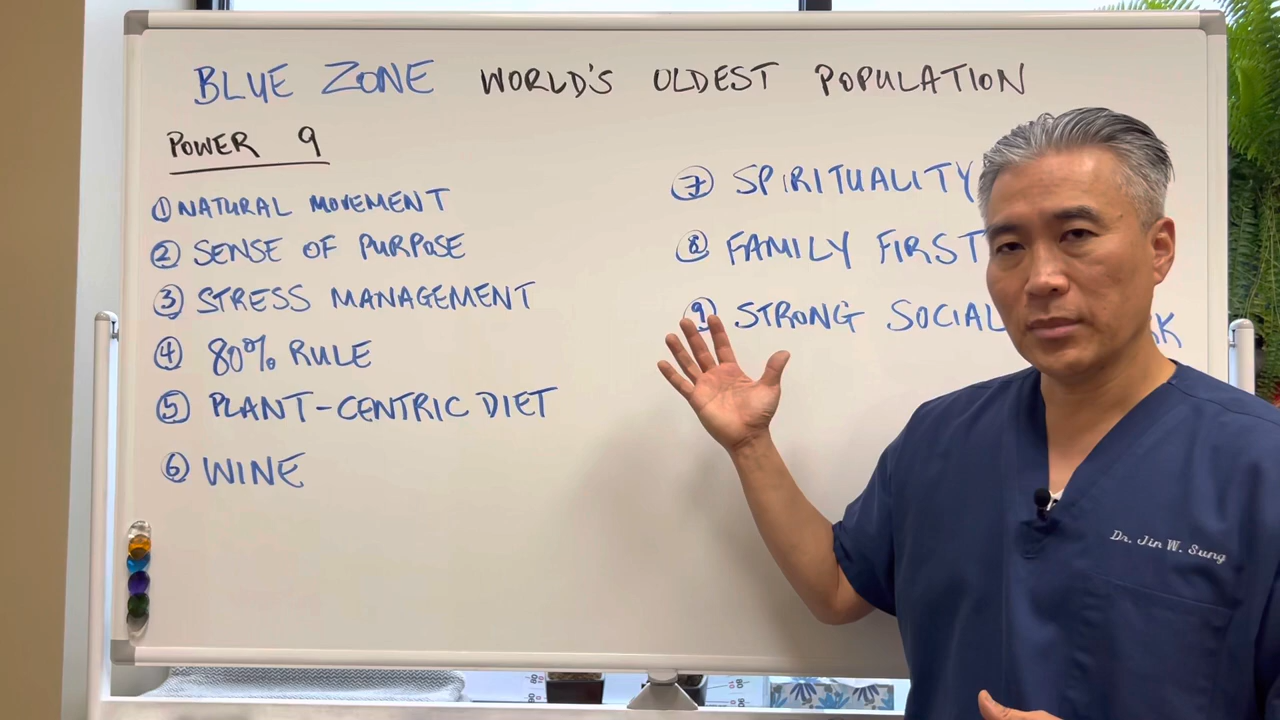 BLUE ZONE WORLD'S OLDEST POPULATION
POWER 9
① NATURAL MOVEMENT
② SENSE OF PURPOSE
③ STRESS MANAGEMENT
④ 80% RULE
⑤ PLANT-CENTRIC DIET
⑥ WINE
⑦ SPIRITUALITY
⑧ FAMILY FIRST
⑨ STRONG SOCIAL
Dr. Jin W. Sung